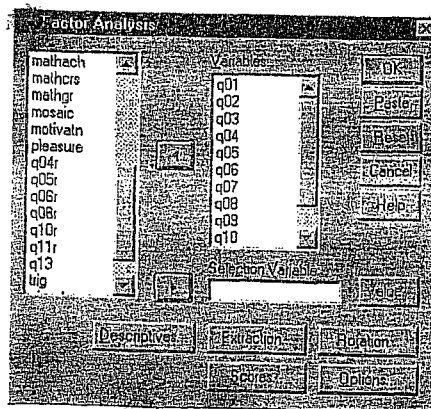 Factor Analysis
mathach
mathcrs
mathgr
mosaic
motivatn
pleasure
q04r
q05r
q06r
q08r
q10r
q11r
q13
trig
Variables:
q01
q02
q03
q04
q05
q06
q07
q08
q09
q10
Selection Variable:
OK
Paste
Reset
Cancel
Help
Value...
Descriptives...
Extraction...
Rotation...
Scores...
Options...